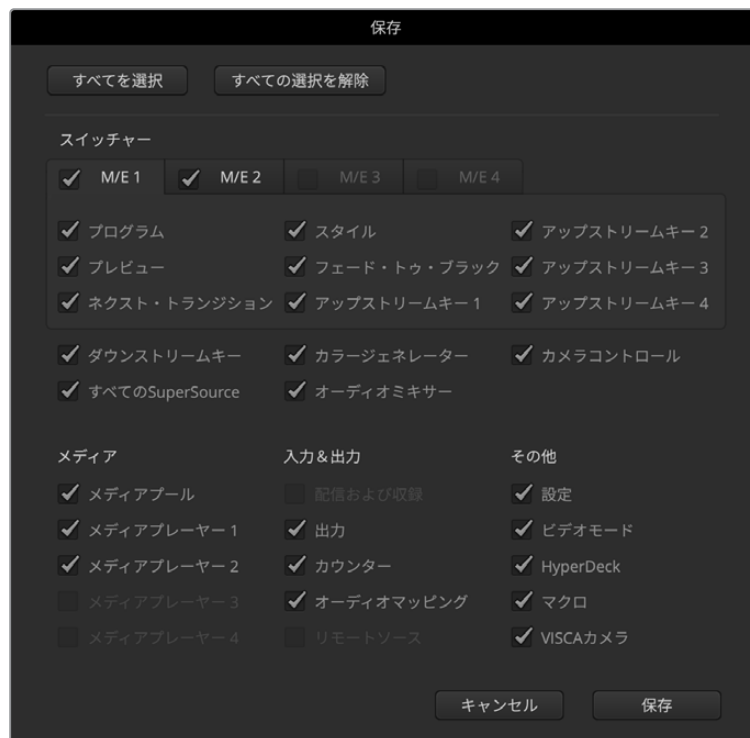 保存
すべてを選択 すべての選択を解除
スイッチャー
M/E 1 M/E 2 M/E 3 M/E 4
プログラム スタイル アップストリームキー 2
プレビュー フェード・トゥ・ブラック アップストリームキー 3
ネクスト・トランジション アップストリームキー 1 アップストリームキー 4
ダウンストリームキー カラージェネレーター カメラコントロール
すべてのSuperSource オーディオミキサー
メディア 入力＆出力 その他
メディアプール 配信および収録 設定
メディアプレーヤー 1 出力 ビデオモード
メディアプレーヤー 2 カウンター HyperDeck
メディアプレーヤー 3 オーディオマッピング マクロ
メディアプレーヤー 4 リモートソース VISCAカメラ
キャンセル 保存